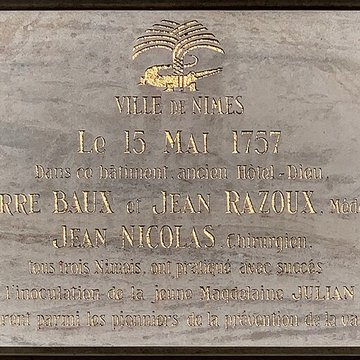 VILLE DE NIMES
Le 15 MAI 1757
Dans ce bâtiment, ancien Hôtel-Dieu,
RRE BAUX et JEAN RAZOUX, Méd
JEAN NICOLAS Chirurgien,
tous trois Nîmois, ont pratiqué avec succès
l'inoculation de la jeune Magdelaine JULIAN
rent parmi les pionniers de la prévention de la va